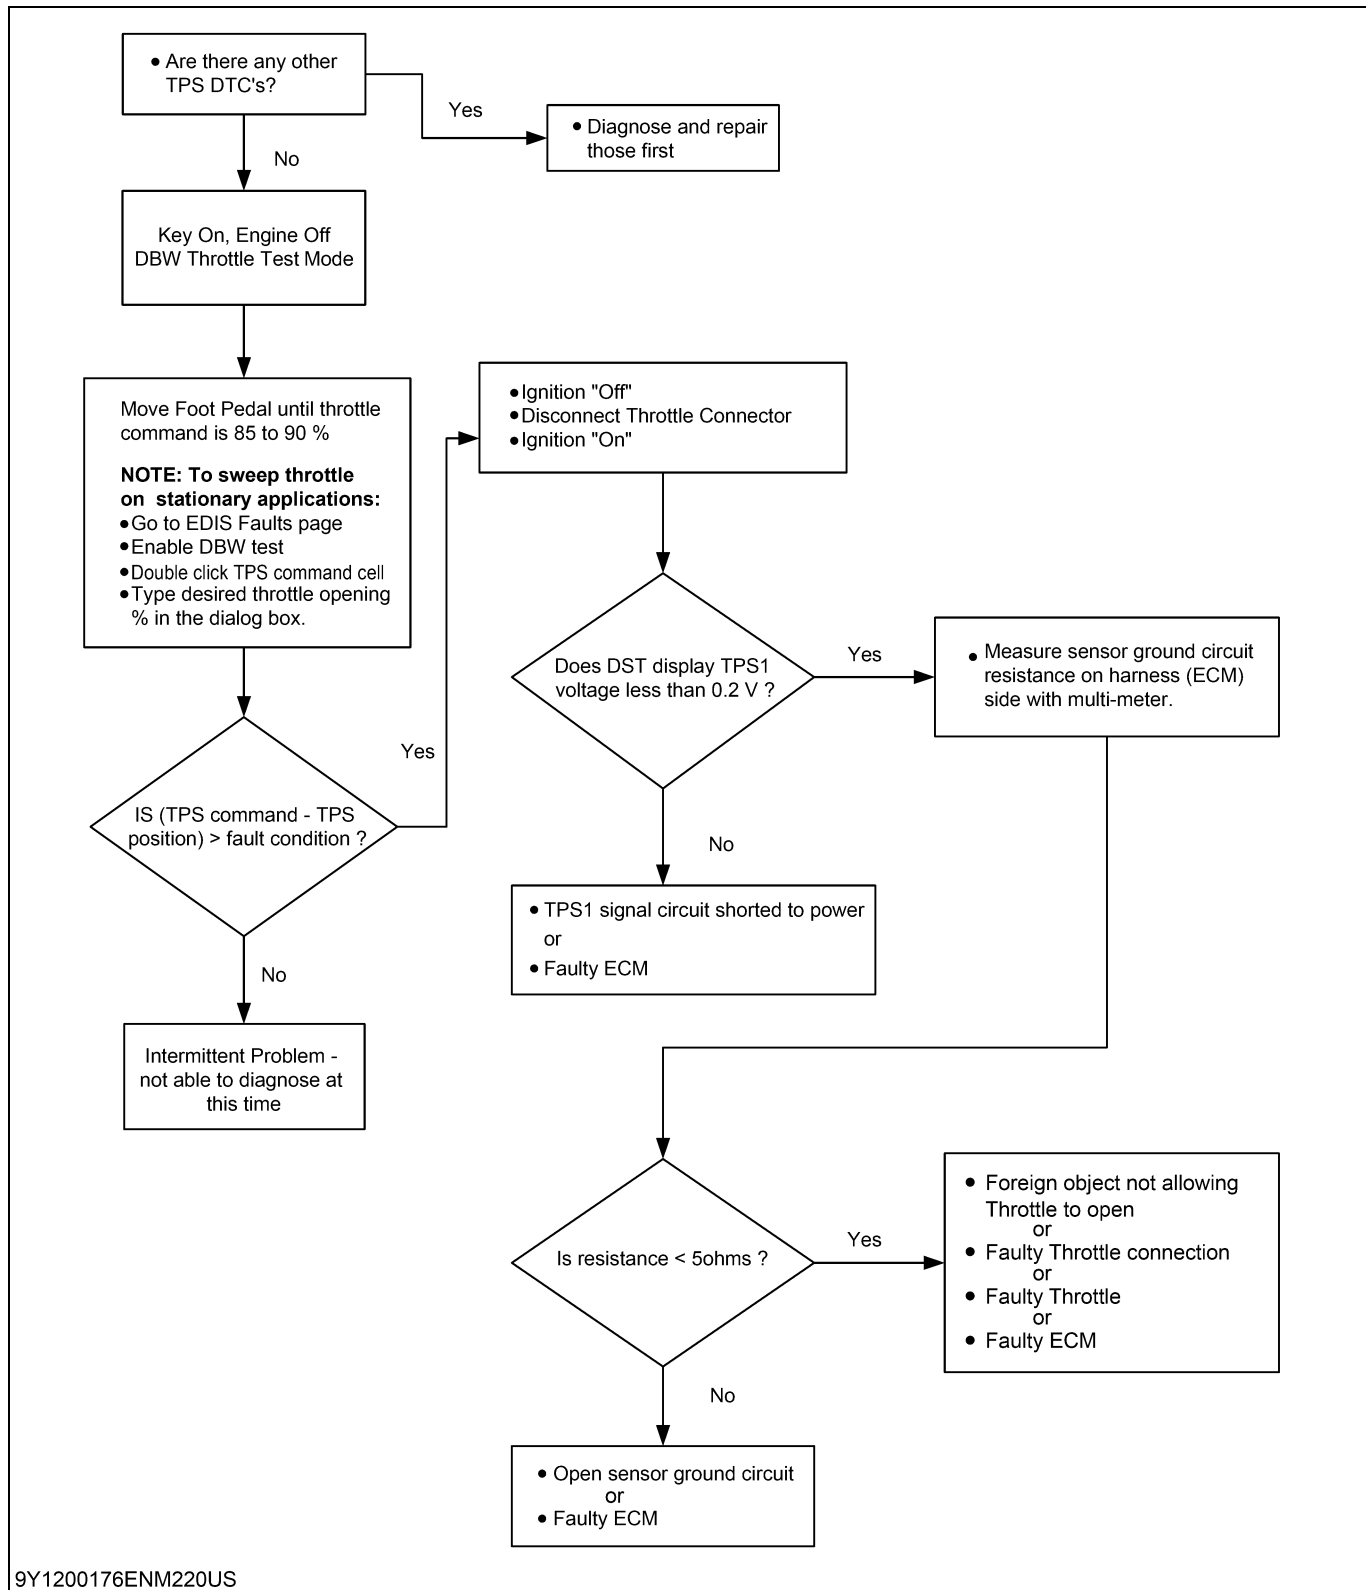 ● Are there any other
TPS DTC's?
Yes
● Diagnose and repair
those first
No
Key On, Engine Off
DBW Throttle Test Mode
Move Foot Pedal until throttle
command is 85 to 90 %
NOTE: To sweep throttle
on stationary applications:
●Go to EDIS Faults page
●Enable DBW test
●Double click TPS command cell
●Type desired throttle opening
% in the dialog box.
IS (TPS command - TPS
position) > fault condition ?
Yes
No
Intermittent Problem -
not able to diagnose at
this time
●Ignition "Off"
●Disconnect Throttle Connector
●Ignition "On"
Does DST display TPS1
voltage less than 0.2 V ?
Yes
● Measure sensor ground circuit
resistance on harness (ECM)
side with multi-meter.
No
● TPS1 signal circuit shorted to power
or
● Faulty ECM
Is resistance < 5ohms ?
Yes
● Foreign object not allowing
Throttle to open
or
● Faulty Throttle connection
or
● Faulty Throttle
or
● Faulty ECM
No
● Open sensor ground circuit
or
● Faulty ECM
9Y1200176ENM220US